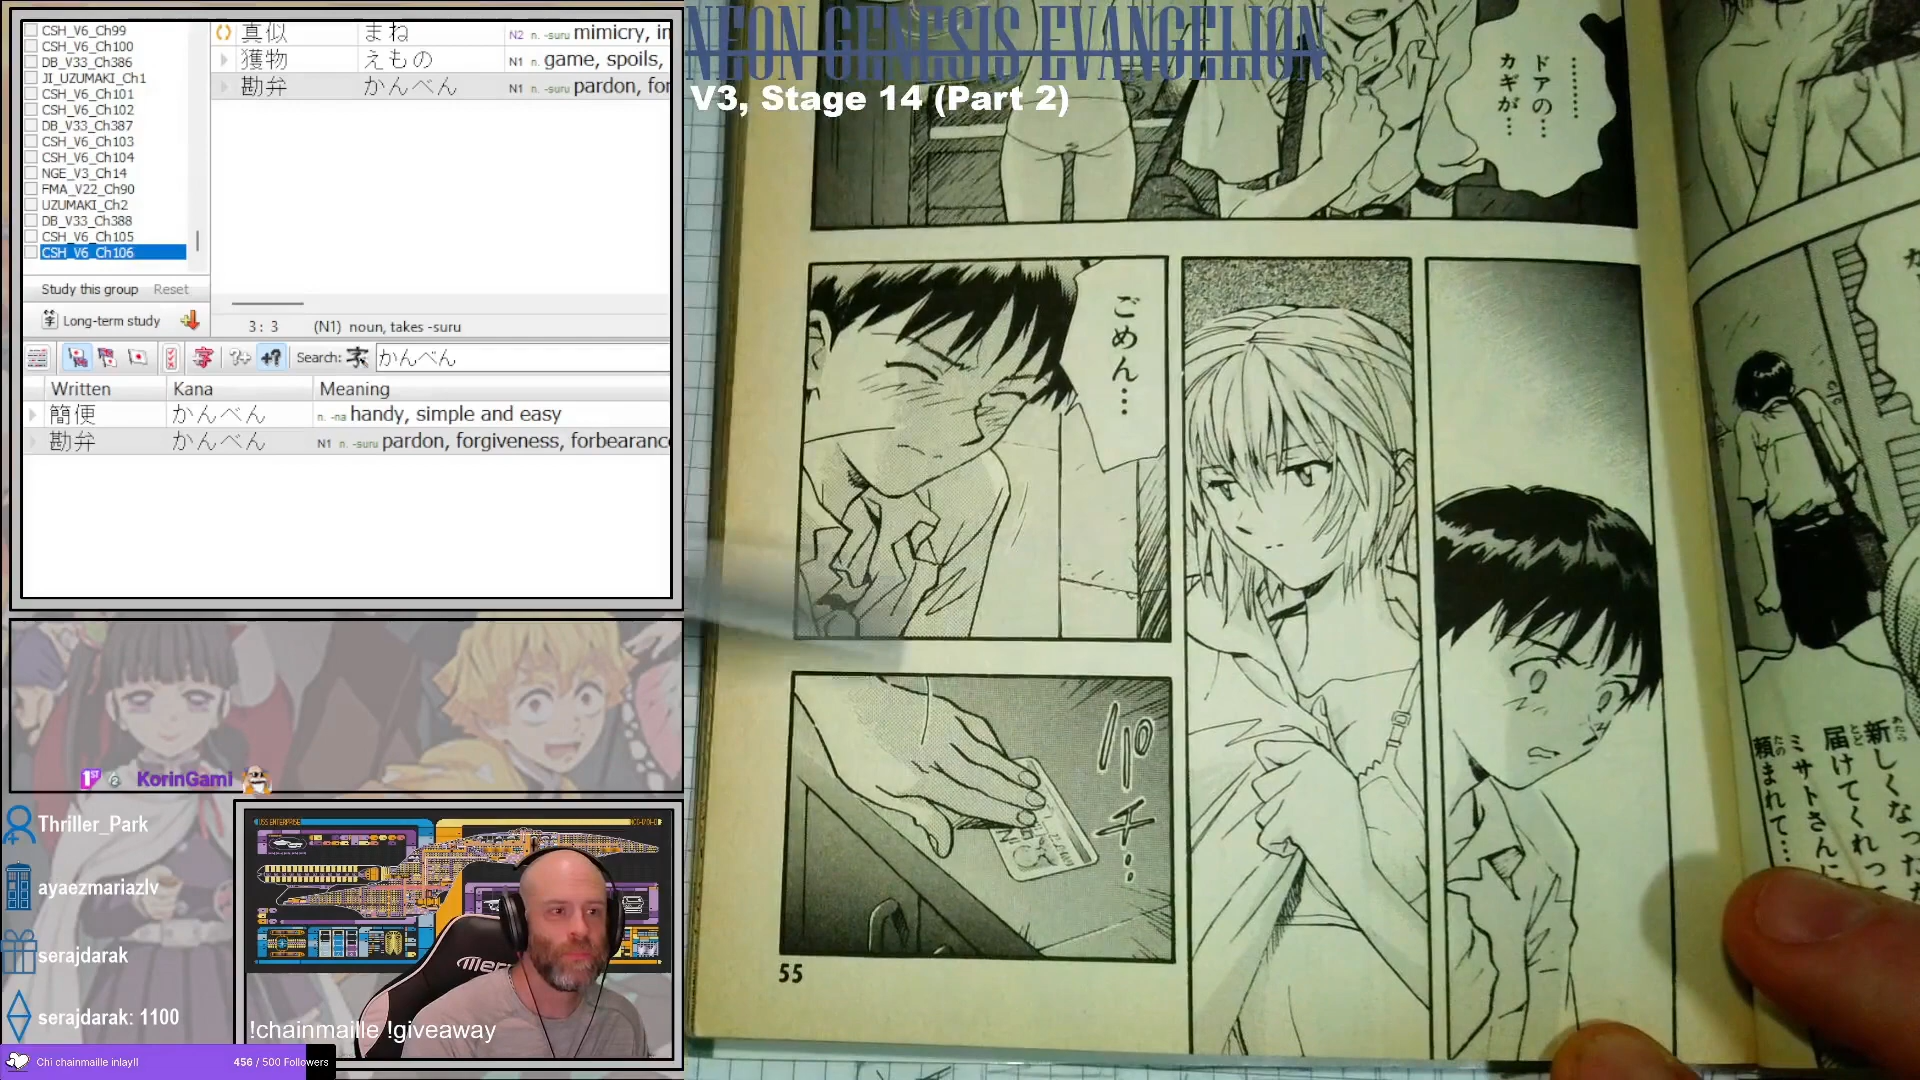 CSH_V6_Ch99
CSH_V6_Ch100
DB_V33_Ch386
JI_UZUMAKI_Ch1
CSH_V6_Ch101
CSH_V6_Ch102
DB_V33_Ch387
CSH_V6_Ch103
CSH_V6_Ch104
NGE_V3_Ch14
FMA_V22_Ch90
UZUMAKI_Ch2
DB_V33_Ch388
CSH_V6_Ch105
CSH_V6_Ch106
Study this group Reset
Long-term study
真似 まね N2 n. -suru mimicry, in
獲物 えもの N1 n. game, spoils,
勘弁 かんべん N1 n. -suru pardon, for
3: 3 (N1) noun, takes -suru
Search: かんべん
Written Kana Meaning
簡便 かんべん n. -na handy, simple and easy
勘弁 かんべん N1 n. -suru pardon, forgiveness, forbearanc
NEON GENESIS EVANGELION
V3, Stage 14 (Part 2)
………
ドアの…
カギが…
ごめん…
パチ…
55
新しくなったカ
届けてくれって
ミサトさんに
頼まれて…
1ST KorinGami
Thriller_Park
ayaezmariazlv
serajdarak
serajdarak: 1100
USS ENTERPRISE
!chainmaille !giveaway
Chi chainmaille inlay!!
456 / 500 Followers